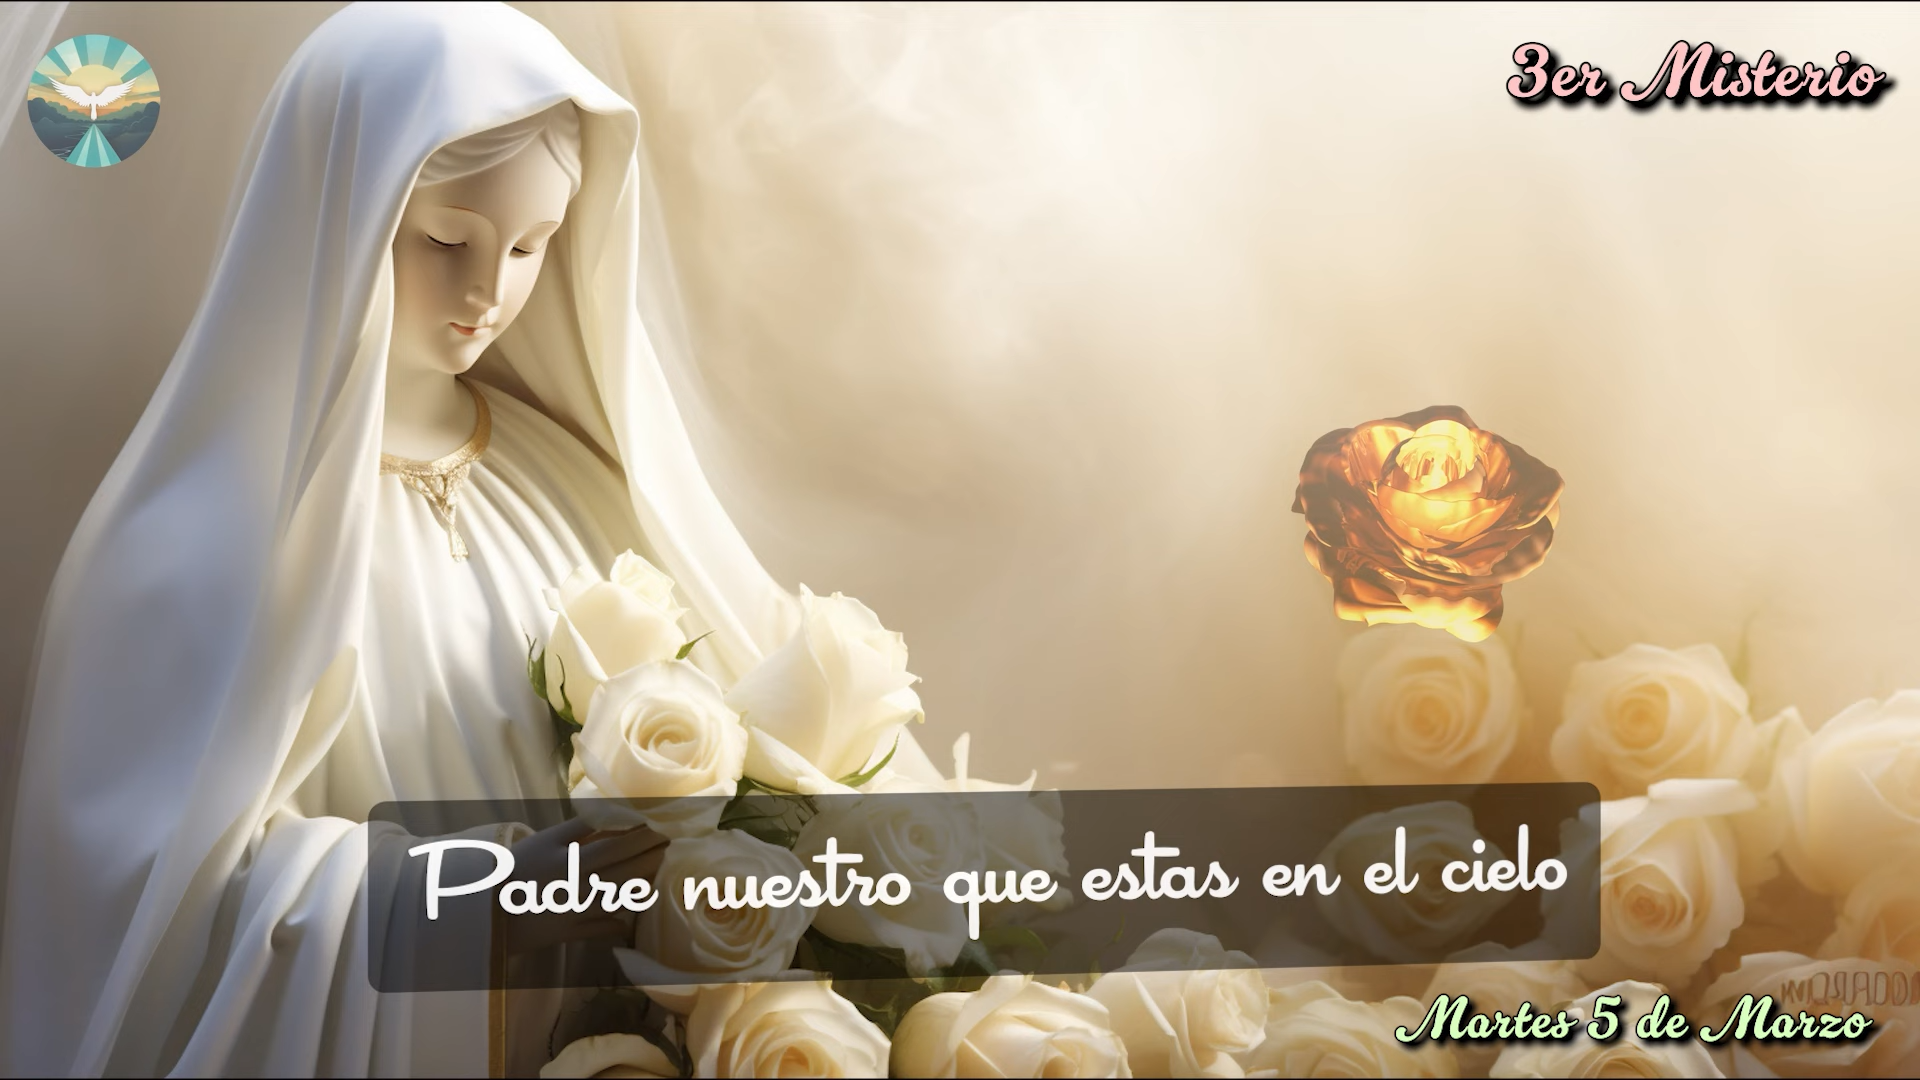 3er Misterio
Padre nuestro que estas en el cielo
Martes 5 de Marzo